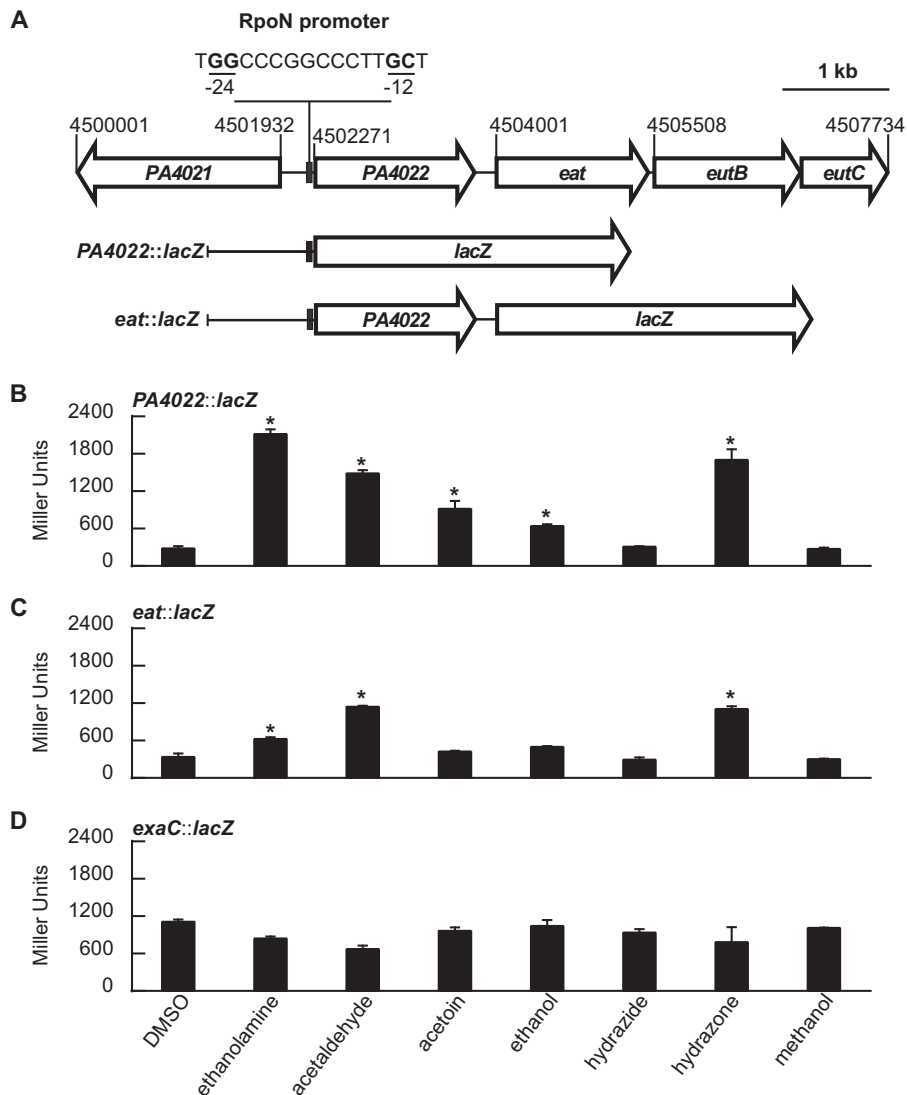 A
RpoN promoter
TGGCCCGGCCCTTGCT
-24
-12
1 kb
4500001
4501932
4502271
4504001
4505508
4507734
PA4021
PA4022
eat
eutB
eutC
PA4022::lacZ
lacZ
eat::lacZ
PA4022
lacZ
B
PA4022::lacZ
Miller Units
2400
1800
1200
600
0
*
*
*
*
*
C
eat::lacZ
Miller Units
2400
1800
1200
600
0
*
*
*
D
exaC::lacZ
Miller Units
2400
1800
1200
600
0
DMSO
ethanolamine
acetaldehyde
acetoin
ethanol
hydrazide
hydrazone
methanol